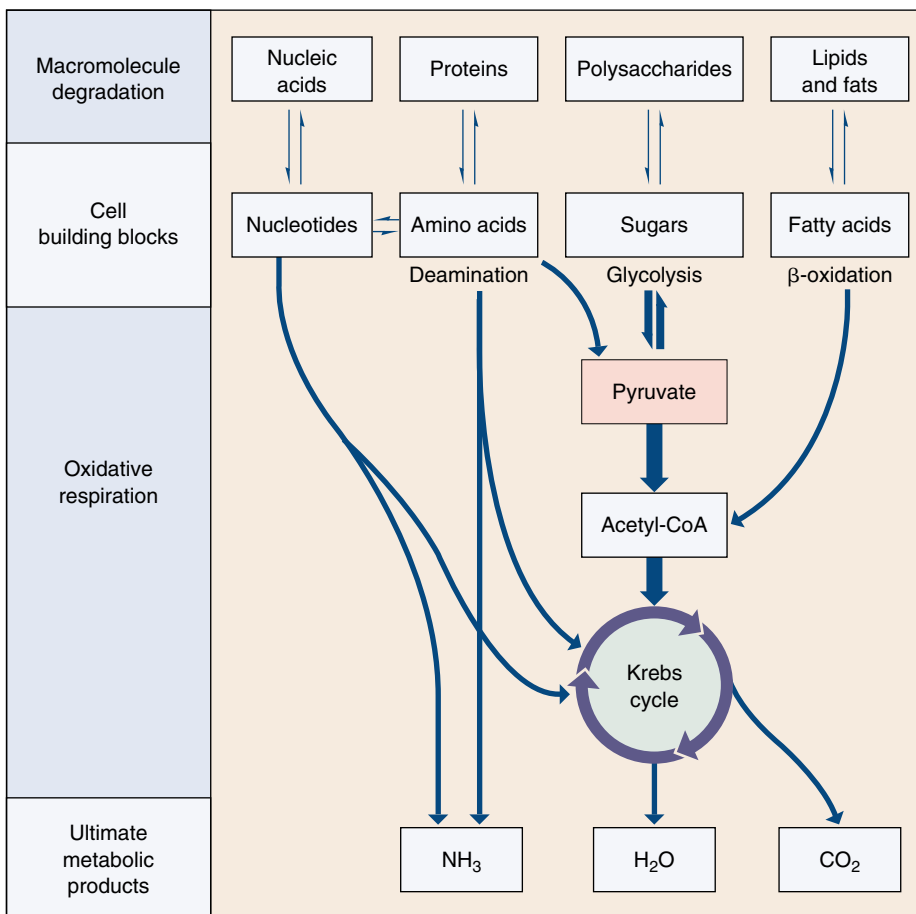 Macromolecule
degradation
Nucleic
acids
Proteins
Polysaccharides
Lipids
and fats
Cell
building blocks
Nucleotides
Amino acids
Sugars
Fatty acids
Deamination
Glycolysis
β-oxidation
Pyruvate
Oxidative
respiration
Acetyl-CoA
Krebs
cycle
Ultimate
metabolic
products
NH₃
H₂O
CO₂